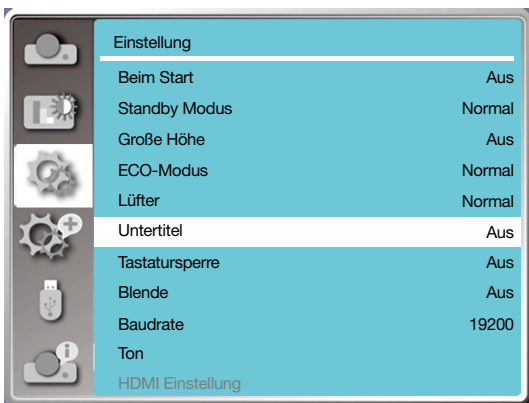 Einstellung
Beim Start Aus
Standby Modus Normal
Große Höhe Aus
ECO-Modus Normal
Lüfter Normal
Untertitel Aus
Tastatursperre Aus
Blende Aus
Baudrate 19200
Ton
HDMI Einstellung